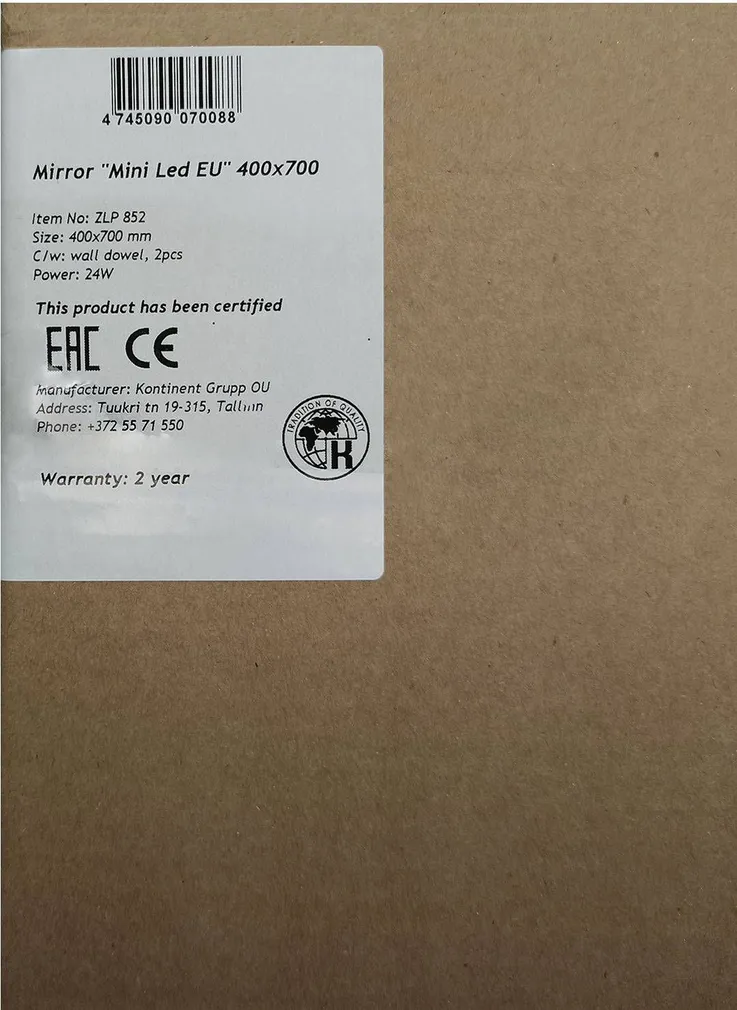 4 745090 070088
Mirror "Mini Led EU" 400x700
Item No: ZLP 852
Size: 400x700 mm
C/w: wall dowel, 2pcs
Power: 24W
This product has been certified
EAC CE
Manufacturer: Kontinent Grupp OU
Address: Tuukri tn 19-315, Tallinn
Phone: +372 55 71 550
TRADITION OF QUALITY
K
Warranty: 2 year